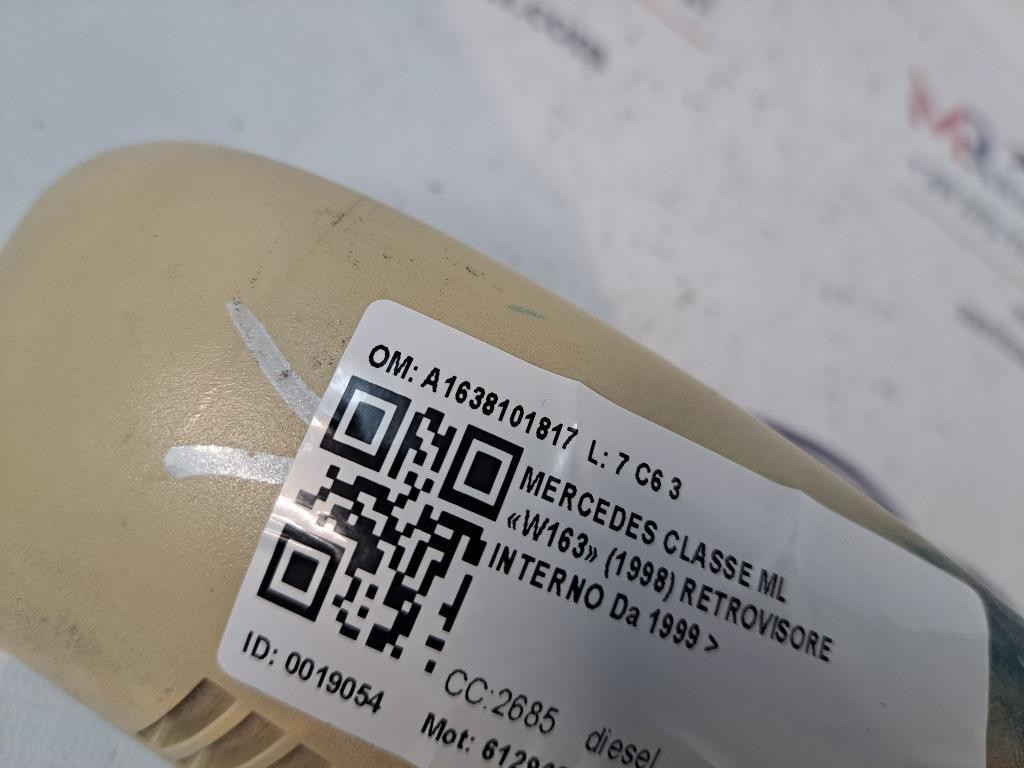 .COM
OM: A1638101817 L: 7 C6 3
MERCEDES CLASSE ML
«W163» (1998) RETROVISORE
INTERNO Da 1999 >
ID: 0019054
CC:2685 diesel
Mot: